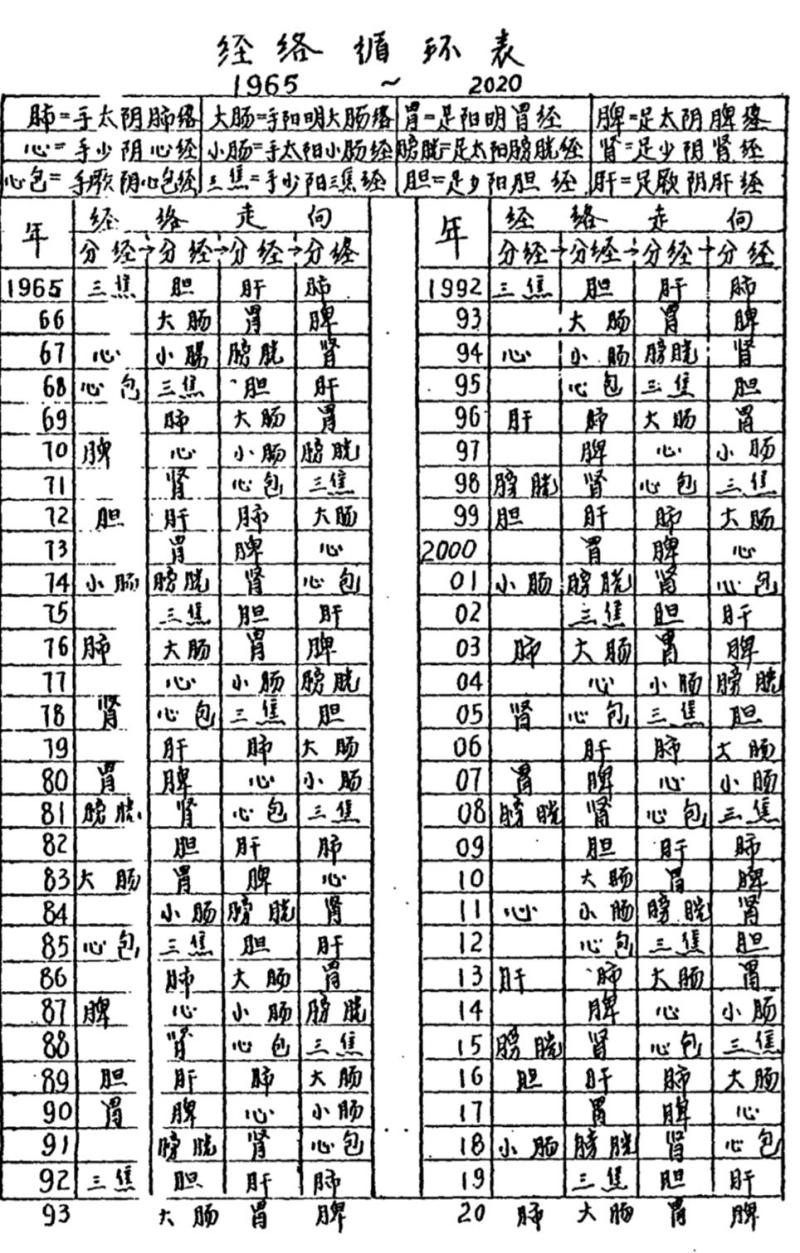 经络循环表
1965 ~ 2020
肺=手太阴肺络 大肠=手阳明大肠络 胃=足阳明胃经 脾=足太阴脾络
心=手少阴心经 小肠=手太阳小肠经 膀胱=足太阳膀胱经 肾=足少阴肾经
心包=手厥阴心包经 三焦=手少阳三焦经 胆=足少阳胆经 肝=足厥阴肝经
年 经络走向 年 经络走向
分经→分经→分经→分络 分经→分经→分经→分经
1965 三焦 胆 肝 肺 1992 三焦 胆 肝 肺
66 大肠 胃 脾 93 大肠 胃 脾
67 心 小腸 膀胱 肾 94 心 小肠 膀胱 肾
68 心包 三焦 胆 肝 95 心包 三焦 胆
69 肺 大肠 胃 96 肝 肺 大肠 胃
70 脾 心 小肠 膀胱 97 脾 心 小肠
71 肾 心包 三焦 98 膀胱 肾 心包 三焦
72 胆 肝 肺 大肠 99 胆 肝 肺 大肠
73 胃 脾 心 2000 胃 脾 心
74 小肠 膀胱 肾 心包 01 小肠 膀胱 肾 心包
75 三焦 胆 肝 02 三焦 胆 肝
76 肺 大肠 胃 脾 03 肺 大肠 胃 脾
77 心 小肠 膀胱 04 心 小肠 膀胱
78 肾 心包 三焦 胆 05 肾 心包 三焦 胆
79 肝 肺 大肠 06 肝 肺 大肠
80 胃 脾 心 小肠 07 胃 脾 心 小肠
81 膀胱 肾 心包 三焦 08 膀胱 肾 心包 三焦
82 胆 肝 肺 09 胆 肝 肺
83 大肠 胃 脾 心 10 大肠 胃 脾
84 小肠 膀胱 肾 11 心 小肠 膀胱 肾
85 心包 三焦 胆 肝 12 心包 三焦 胆
86 肺 大肠 胃 13 肝 肺 大肠 胃
87 脾 心 小肠 膀胱 14 脾 心 小肠
88 肾 心包 三焦 15 膀胱 肾 心包 三焦
89 胆 肝 肺 大肠 16 胆 肝 肺 大肠
90 胃 脾 心 小肠 17 胃 脾 心
91 膀胱 肾 心包 18 小肠 膀胱 肾 心包
92 三焦 胆 肝 肺 19 三焦 胆 肝
93 大肠 胃 脾 20 肺 大肠 胃 脾